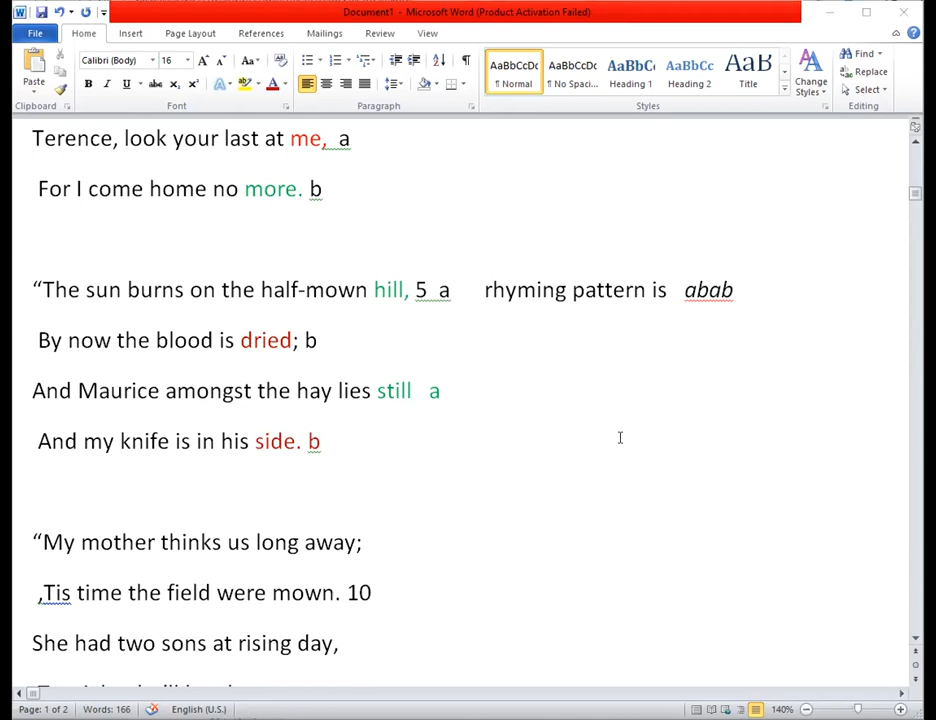 Document1 - Microsoft Word (Product Activation Failed)
File Home Insert Page Layout References Mailings Review View
Calibri (Body) 16
Paste
B I U abc x₂ x² A A
AaBbCcDc AaBbCcDc AaBbC AaBbCc AaB
¶ Normal ¶ No Spaci... Heading 1 Heading 2 Title
Change Styles
Find
Replace
Select
Clipboard Font Paragraph Styles Editing
Terence, look your last at me, a
For I come home no more. b
“The sun burns on the half-mown hill, 5 a rhyming pattern is abab
By now the blood is dried; b
And Maurice amongst the hay lies still a
And my knife is in his side. b
“My mother thinks us long away;
,Tis time the field were mown. 10
She had two sons at rising day,
Page: 1 of 2 Words: 166 English (U.S.) 140%